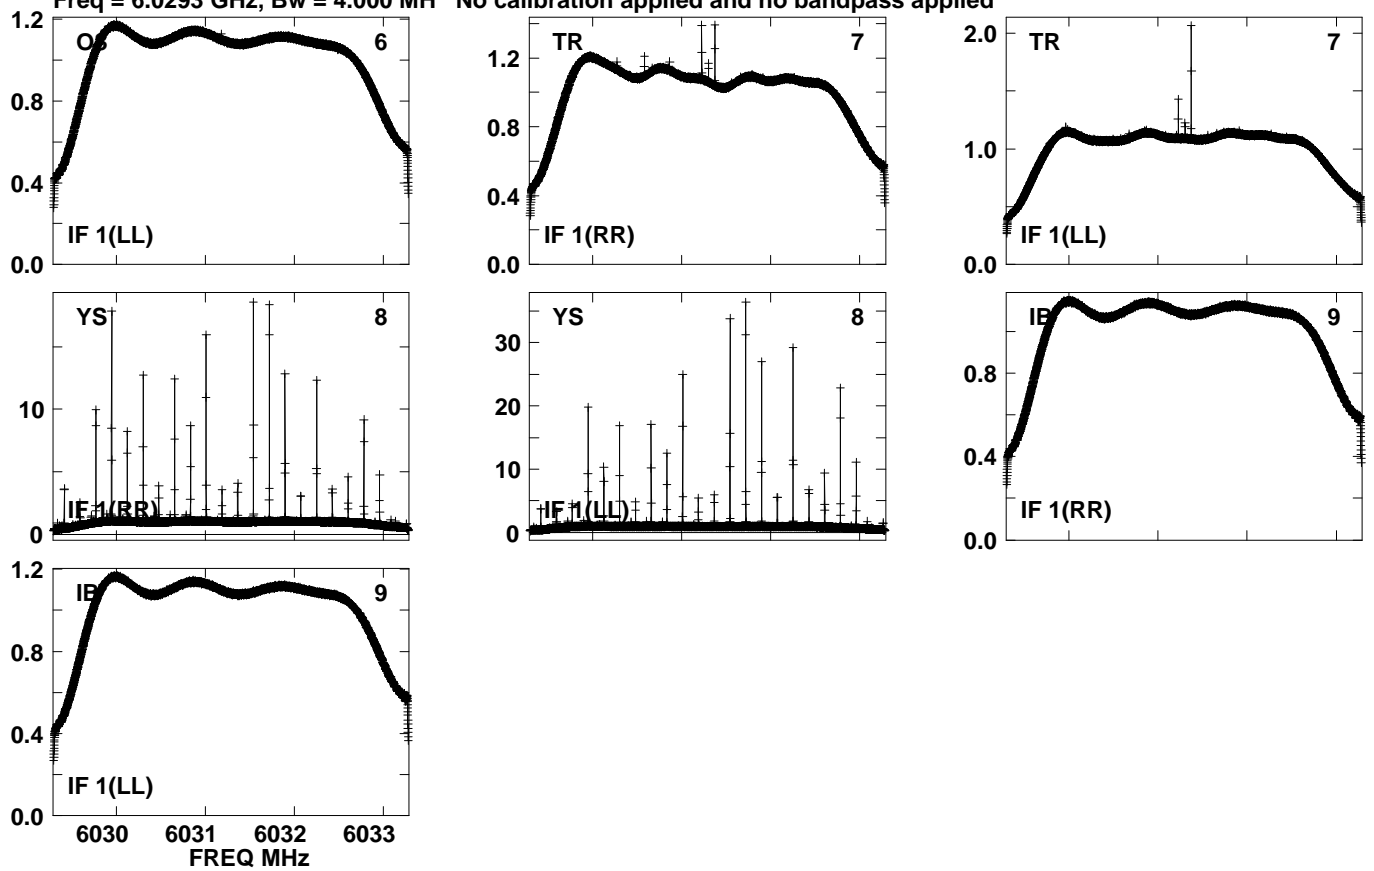 Freq = 6.0293 GHz, Bw = 4.000 MH No calibration applied and no bandpass applied
1.2
0.8
0.4
0.0
OS
6
IF 1(LL)
1.2
0.8
0.4
0.0
TR
7
IF 1(RR)
2.0
1.0
0.0
TR
7
IF 1(LL)
10
0
YS
8
IF 1(RR)
30
20
10
0
YS
8
IF 1(LL)
0.8
0.4
0.0
IB
9
IF 1(RR)
1.2
0.8
0.4
0.0
IB
9
IF 1(LL)
6030 6031 6032 6033
FREQ MHz